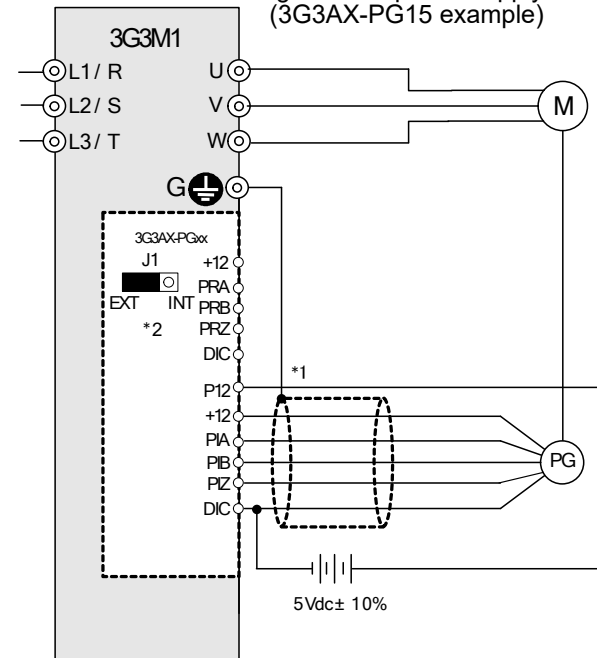 (3G3AX-PG15 example)
3G3M1
L1/ R
U
L2/ S
V
M
L3/ T
W
G
3G3AX-PGxx
J1
EXT
INT
*2
+12
PRA
PRB
PRZ
DIC
*1
P12
+12
PIA
PIB
PG
PIZ
DIC
5Vdc± 10%